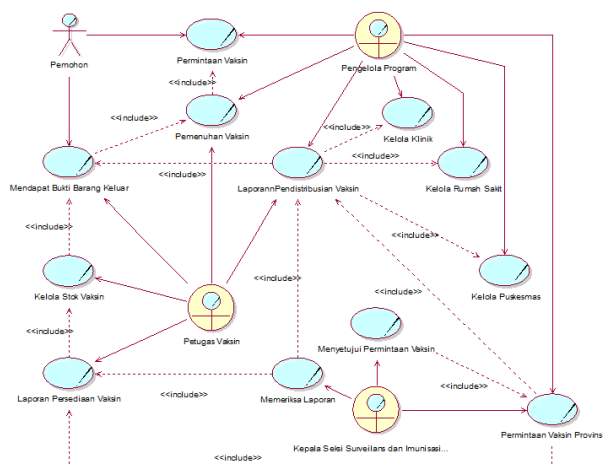 Pemohon
Permintaan Vaksin
Pengelola Program
<<include>>
Pemenuhan Vaksin
<<include>>
<<include>>
Kelola Klinik
<<include>>
Mendapat Bukti Barang Keluar
LaporannPendistribusian Vaksin
Kelola Rumah Sakit
<<include>>
<<include>>
<<include>>
Kelola Stok Vaksin
Petugas Vaksin
Kelola Puskesmas
<<include>>
<<include>>
Menyetujui Permintaan Vaksin
<<include>>
<<include>>
Laporan Persediaan Vaksin
Memeriksa Laporan
Kepala Seksi Surveilans dan Imunisasi...
Permintaan Vaksin Provins
<<include>>